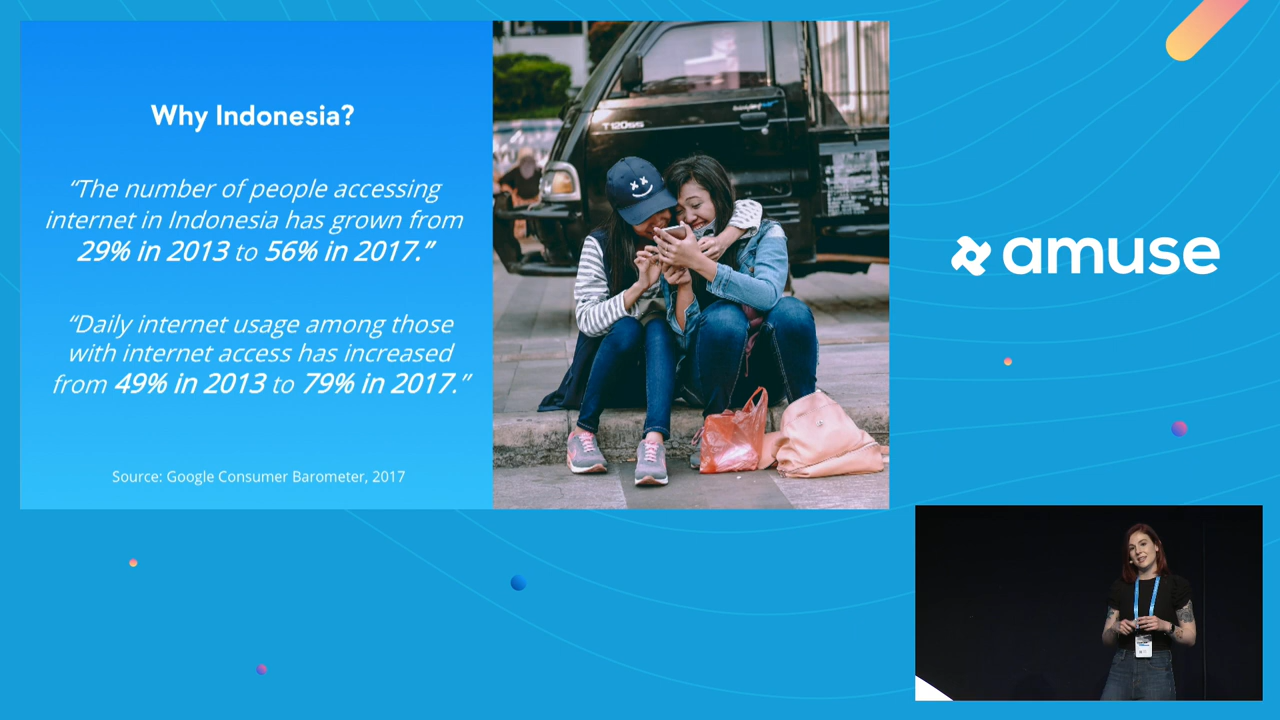 Why Indonesia?
“The number of people accessing
internet in Indonesia has grown from
29% in 2013 to 56% in 2017.”
“Daily internet usage among those
with internet access has increased
from 49% in 2013 to 79% in 2017.”
Source: Google Consumer Barometer, 2017
T120ss
amuse